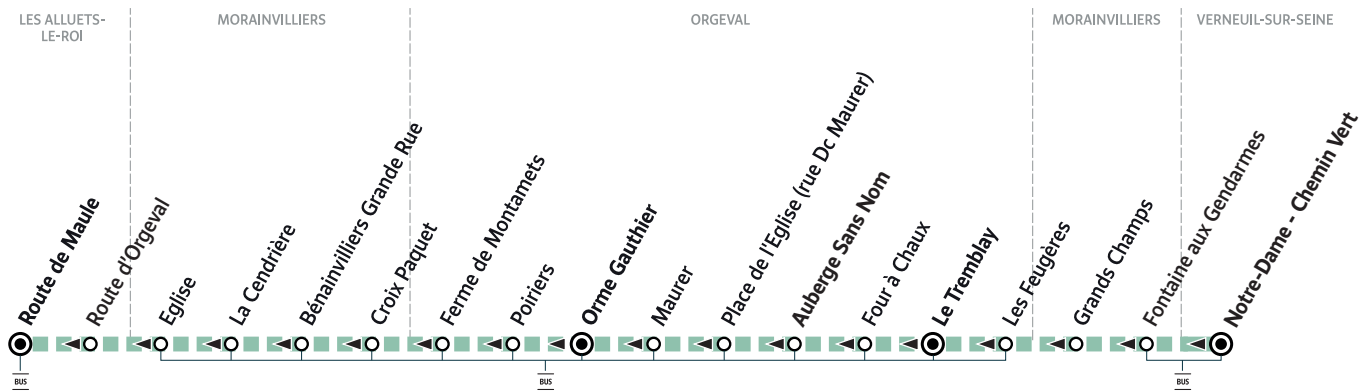 LES ALLUETS-
LE-ROI
MORAINVILLIERS
ORGEVAL
MORAINVILLIERS
VERNEUIL-SUR-SEINE
Route de Maule
Route d'Orgeval
Eglise
La Cendrière
Bénainvilliers Grande Rue
Croix Paquet
Ferme de Montamets
Poiriers
Orme Gauthier
Maurer
Place de l'Eglise (rue Dc Maurer)
Auberge Sans Nom
Four à Chaux
Le Tremblay
Les Feugères
Grands Champs
Fontaine aux Gendarmes
Notre-Dame - Chemin Vert
BUS
BUS
BUS